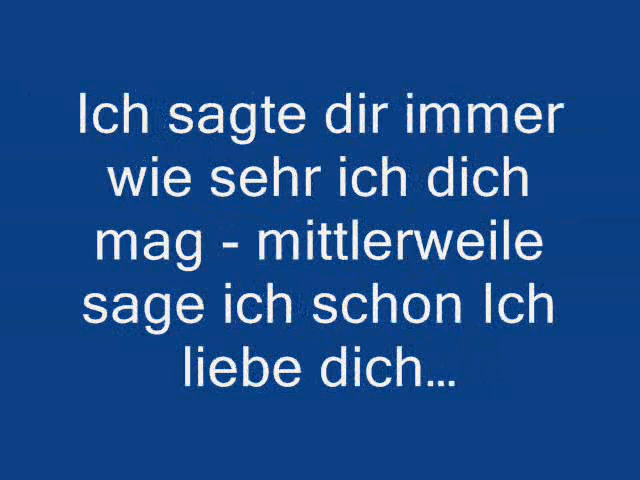 Ich sagte dir immer
wie sehr ich dich
mag - mittlerweile
sage ich schon Ich
liebe dich...